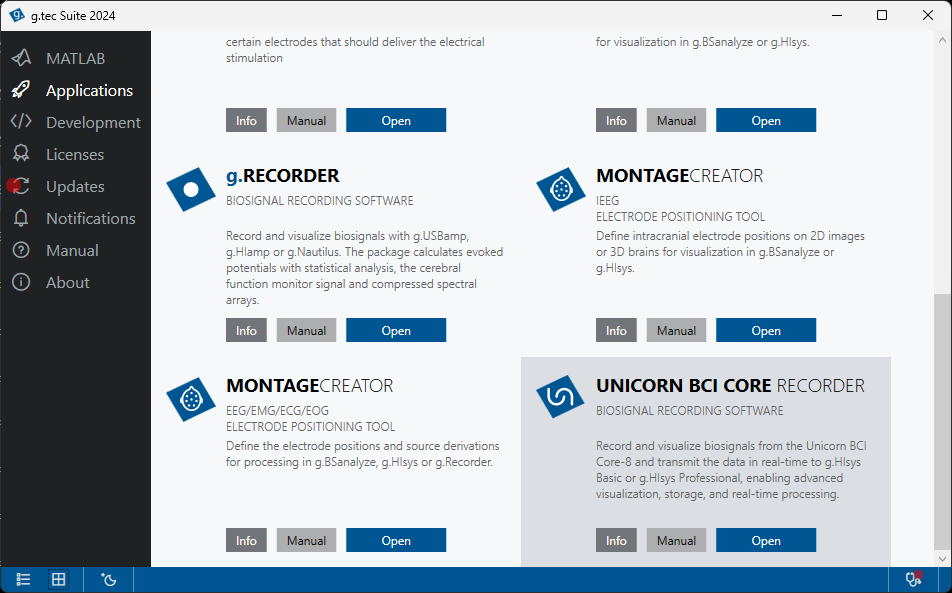 g.tec Suite 2024
MATLAB
Applications
Development
Licenses
Updates
Notifications
Manual
About
certain electrodes that should deliver the electrical
stimulation
Info Manual Open
for visualization in g.BSanalyze or g.HIsys.
Info Manual Open
g.RECORDER
BIOSIGNAL RECORDING SOFTWARE
Record and visualize biosignals with g.USBamp,
g.HIamp or g.Nautilus. The package calculates evoked
potentials with statistical analysis, the cerebral
function monitor signal and compressed spectral
arrays.
Info Manual Open
MONTAGECREATOR
IEEG
ELECTRODE POSITIONING TOOL
Define intracranial electrode positions on 2D images
or 3D brains for visualization in g.BSanalyze or
g.HIsys.
Info Manual Open
MONTAGECREATOR
EEG/EMG/ECG/EOG
ELECTRODE POSITIONING TOOL
Define the electrode positions and source derivations
for processing in g.BSanalyze, g.HIsys or g.Recorder.
Info Manual Open
UNICORN BCI CORE RECORDER
BIOSIGNAL RECORDING SOFTWARE
Record and visualize biosignals from the Unicorn BCI
Core-8 and transmit the data in real-time to g.HIsys
Basic or g.HIsys Professional, enabling advanced
visualization, storage, and real-time processing.
Info Manual Open